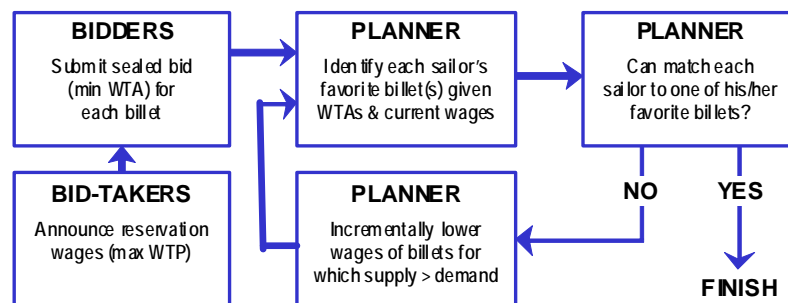 BIDDERS
Submit sealed bid
(min WTA) for
each billet
PLANNER
Identify each sailor's
favorite billet(s) given
WTAs & current wages
PLANNER
Can match each
sailor to one of his/her
favorite billets?
BID-TAKERS
Announce reservation
wages (max WTP)
PLANNER
Incrementally lower
wages of billets for
which supply > demand
NO
YES
FINISH